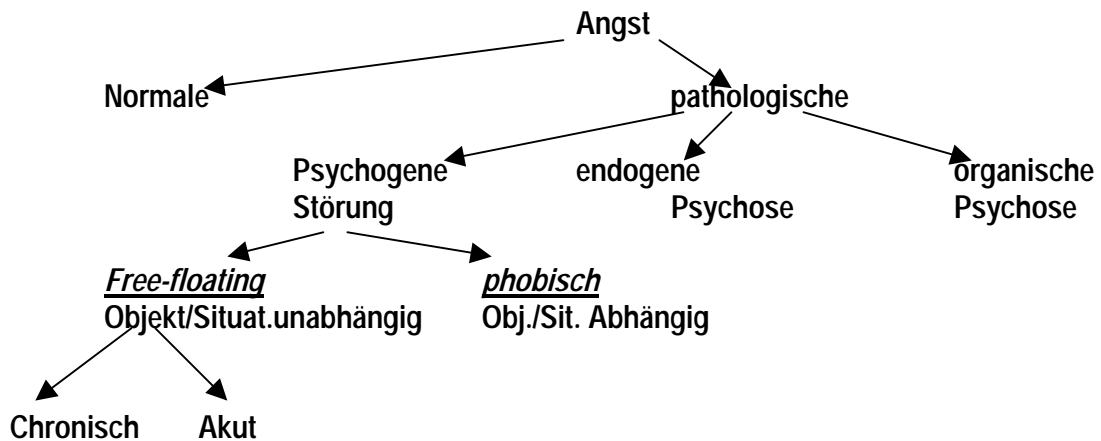 Angst
Normale pathologische
Psychogene endogene organische
Störung Psychose Psychose
Free-floating phobisch
Objekt/Situat.unabhängig Obj./Sit. Abhängig
Chronisch Akut